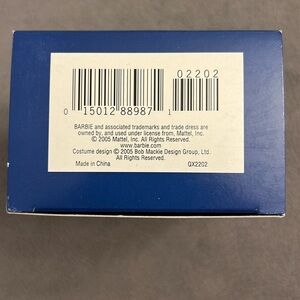 02202
0 15012 88987 1
BARBIE and associated trademarks and trade dress are
owned by, and used under license from, Mattel, Inc.
© 2005 Mattel, Inc. All Rights Reserved.
www.barbie.com
Costume design © 2005 Bob Mackie Design Group, Ltd.
All Rights Reserved.
Made in China QX2202